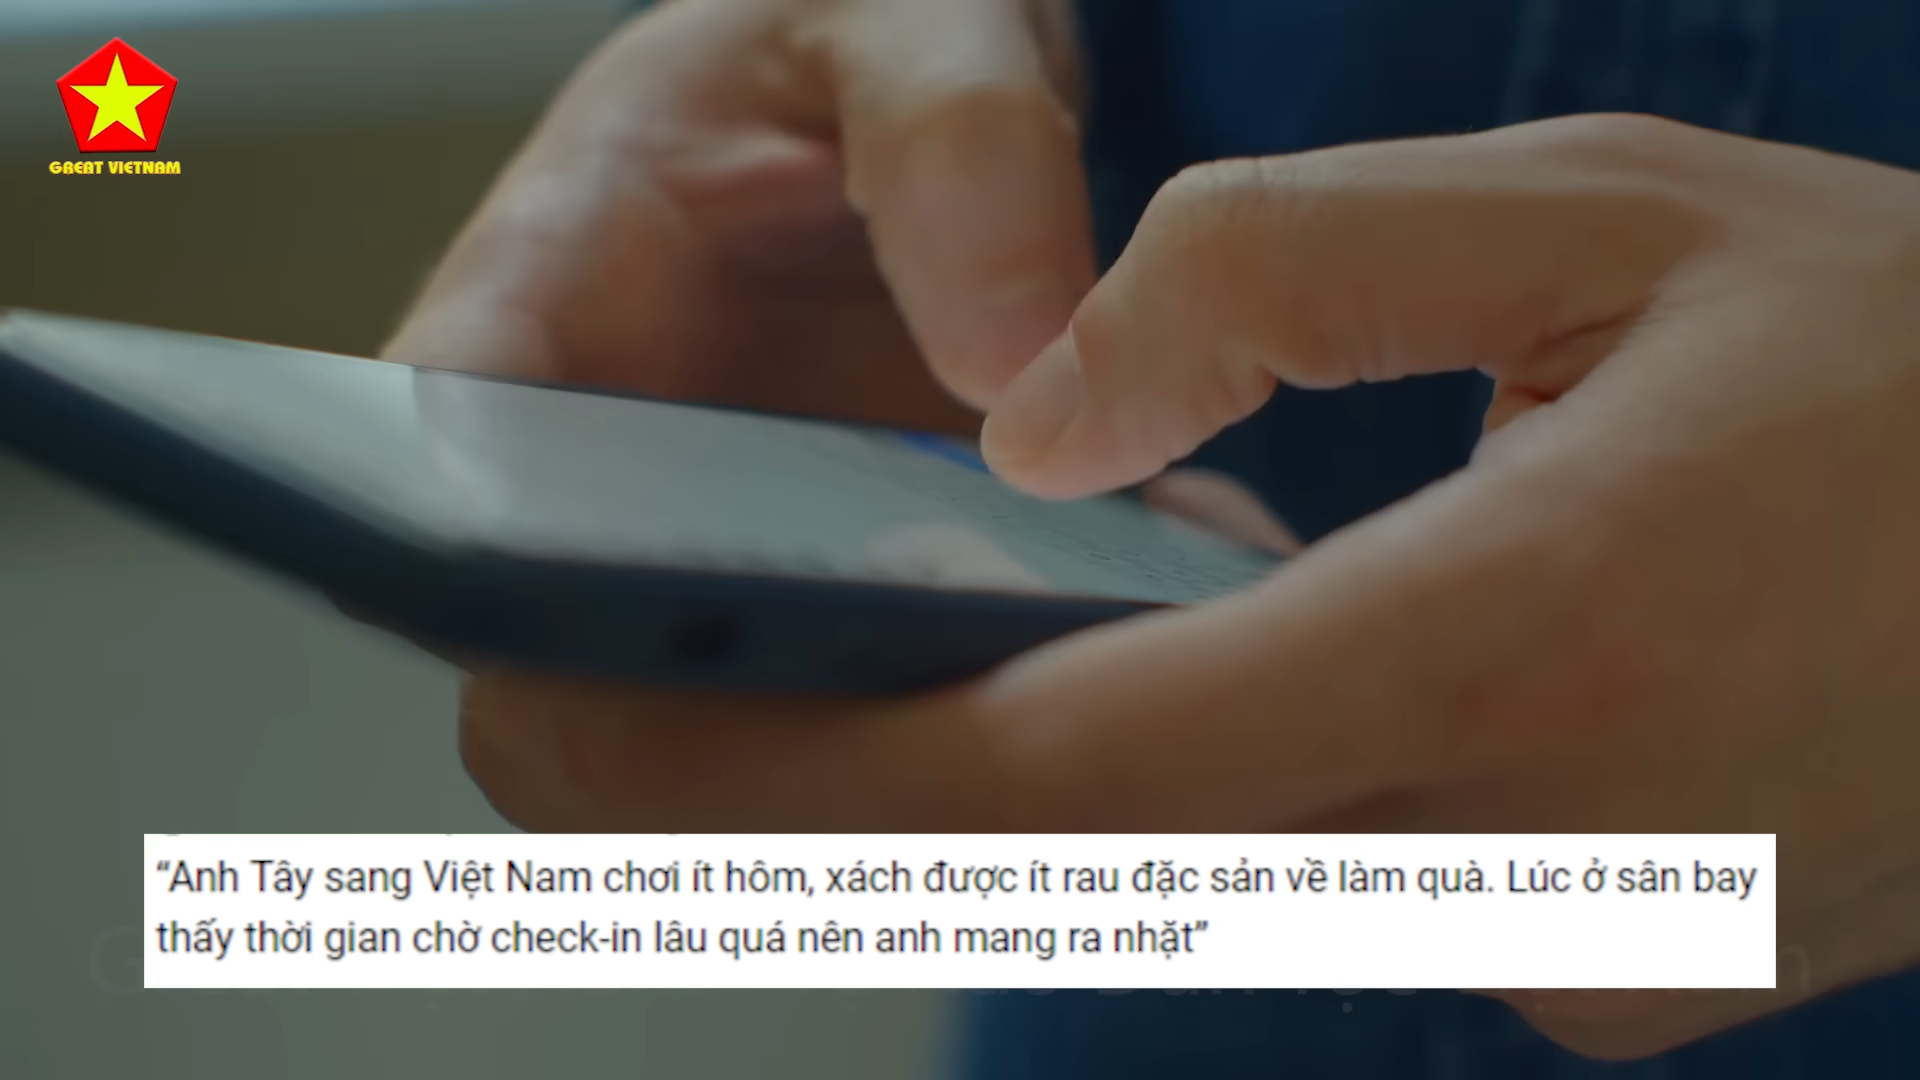 GREAT VIETNAM
“Anh Tây sang Việt Nam chơi ít hôm, xách được ít rau đặc sản về làm quà. Lúc ở sân bay
thấy thời gian chờ check-in lâu quá nên anh mang ra nhặt”